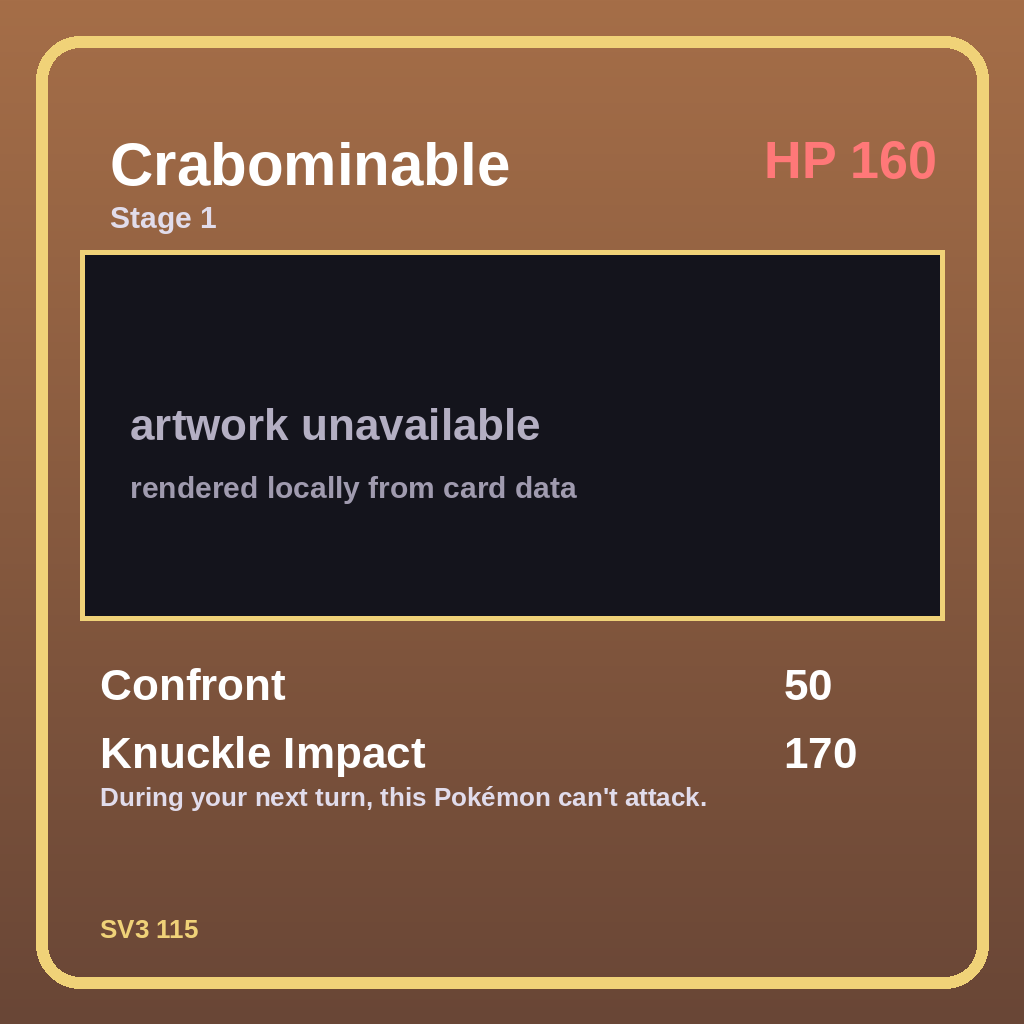 Crabominable
HP 160
Stage 1
artwork unavailable
rendered locally from card data
Confront 50
Knuckle Impact 170
During your next turn, this Pokémon can't attack.
SV3 115